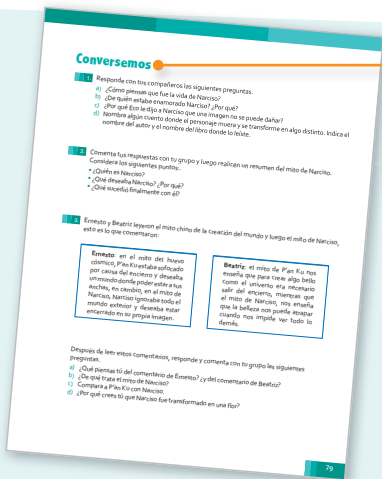 Conversemos
1. Responde con tus compañeros las siguientes preguntas.
a) ¿Cómo piensas que fue la vida de Narciso?
b) ¿De quién estaba enamorado Narciso? ¿Por qué?
c) ¿Por qué Eco le dijo a Narciso que una imagen no se puede dañar?
d) Nombra algún cuento donde el personaje muera y se transforme en algo distinto. Indica el
nombre del autor y el nombre del libro donde lo leíste.
2. Comenta tus respuestas con tu grupo y luego realicen un resumen del mito de Narciso.
Considera los siguientes puntos:
• ¿Quién es Narciso?
• ¿Qué deseaba Narciso? ¿Por qué?
• ¿Qué sucedió finalmente con él?
3. Ernesto y Beatriz leyeron el mito chino de la creación del mundo y luego el mito de Narciso,
esto es lo que comentaron:
Ernesto: en el mito del huevo
cósmico, P'an Ku estaba sofocado
por causa del encierro y deseaba
un mundo donde poder estar a sus
anchas, en cambio, en el mito de
Narciso, Narciso ignoraba todo el
mundo exterior y deseaba estar
encerrado en su propia imagen.
Beatriz: el mito de P'an Ku nos
enseña que para crear algo bello
como el universo era necesario
salir del encierro, mientras que
el mito de Narciso, nos enseña
que la belleza nos puede atrapar
cuando nos impide ver todo lo
demás.
Después de leer estos comentarios, responde y comenta con tu grupo las siguientes
preguntas.
a) ¿Qué piensas tú del comentario de Ernesto? ¿y del comentario de Beatriz?
b) ¿De qué trata el mito de Narciso?
c) Compara a P'an Ku con Narciso.
d) ¿Por qué crees tú que Narciso fue transformado en una flor?
79